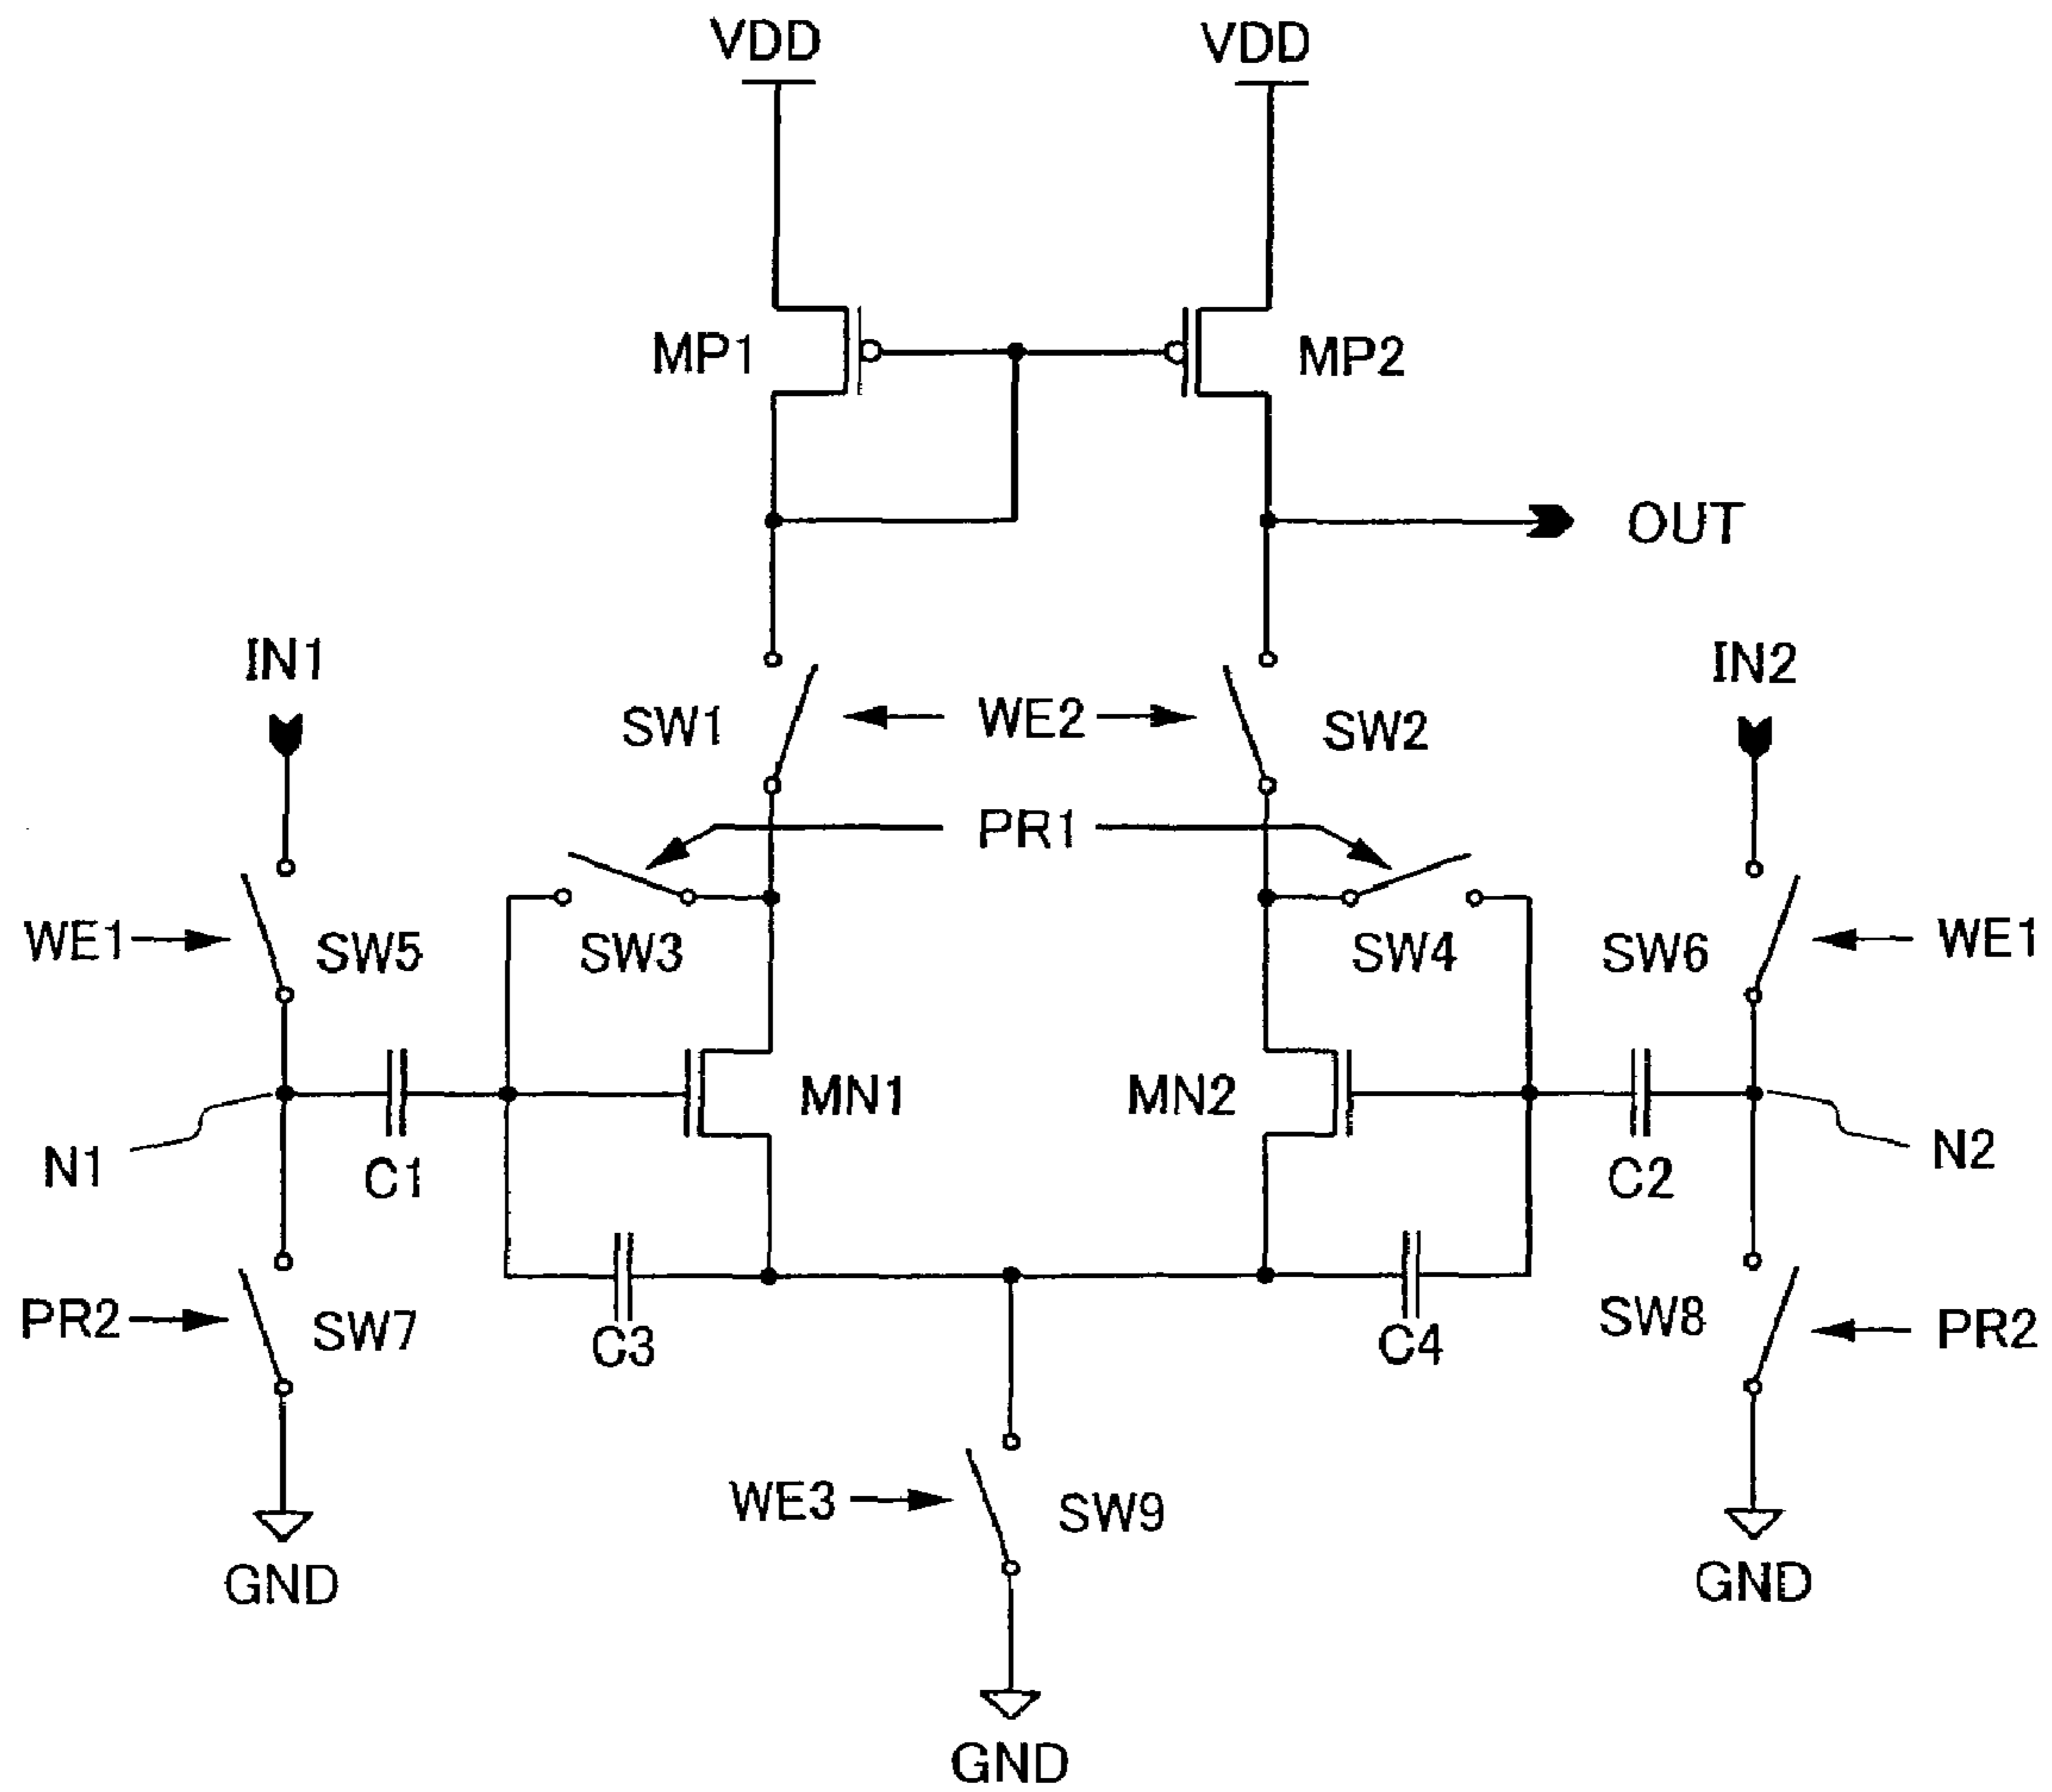 VDD VDD
MP1 MP2
OUT
IN1 IN2
SW1 WE2 SW2
PR1
WE1 SW5 SW3 SW4 SW6 WE1
MN1 MN2
N1 C1 C2 N2
PR2 SW7 C3 C4 SW8 PR2
WE3 SW9
GND GND
GND